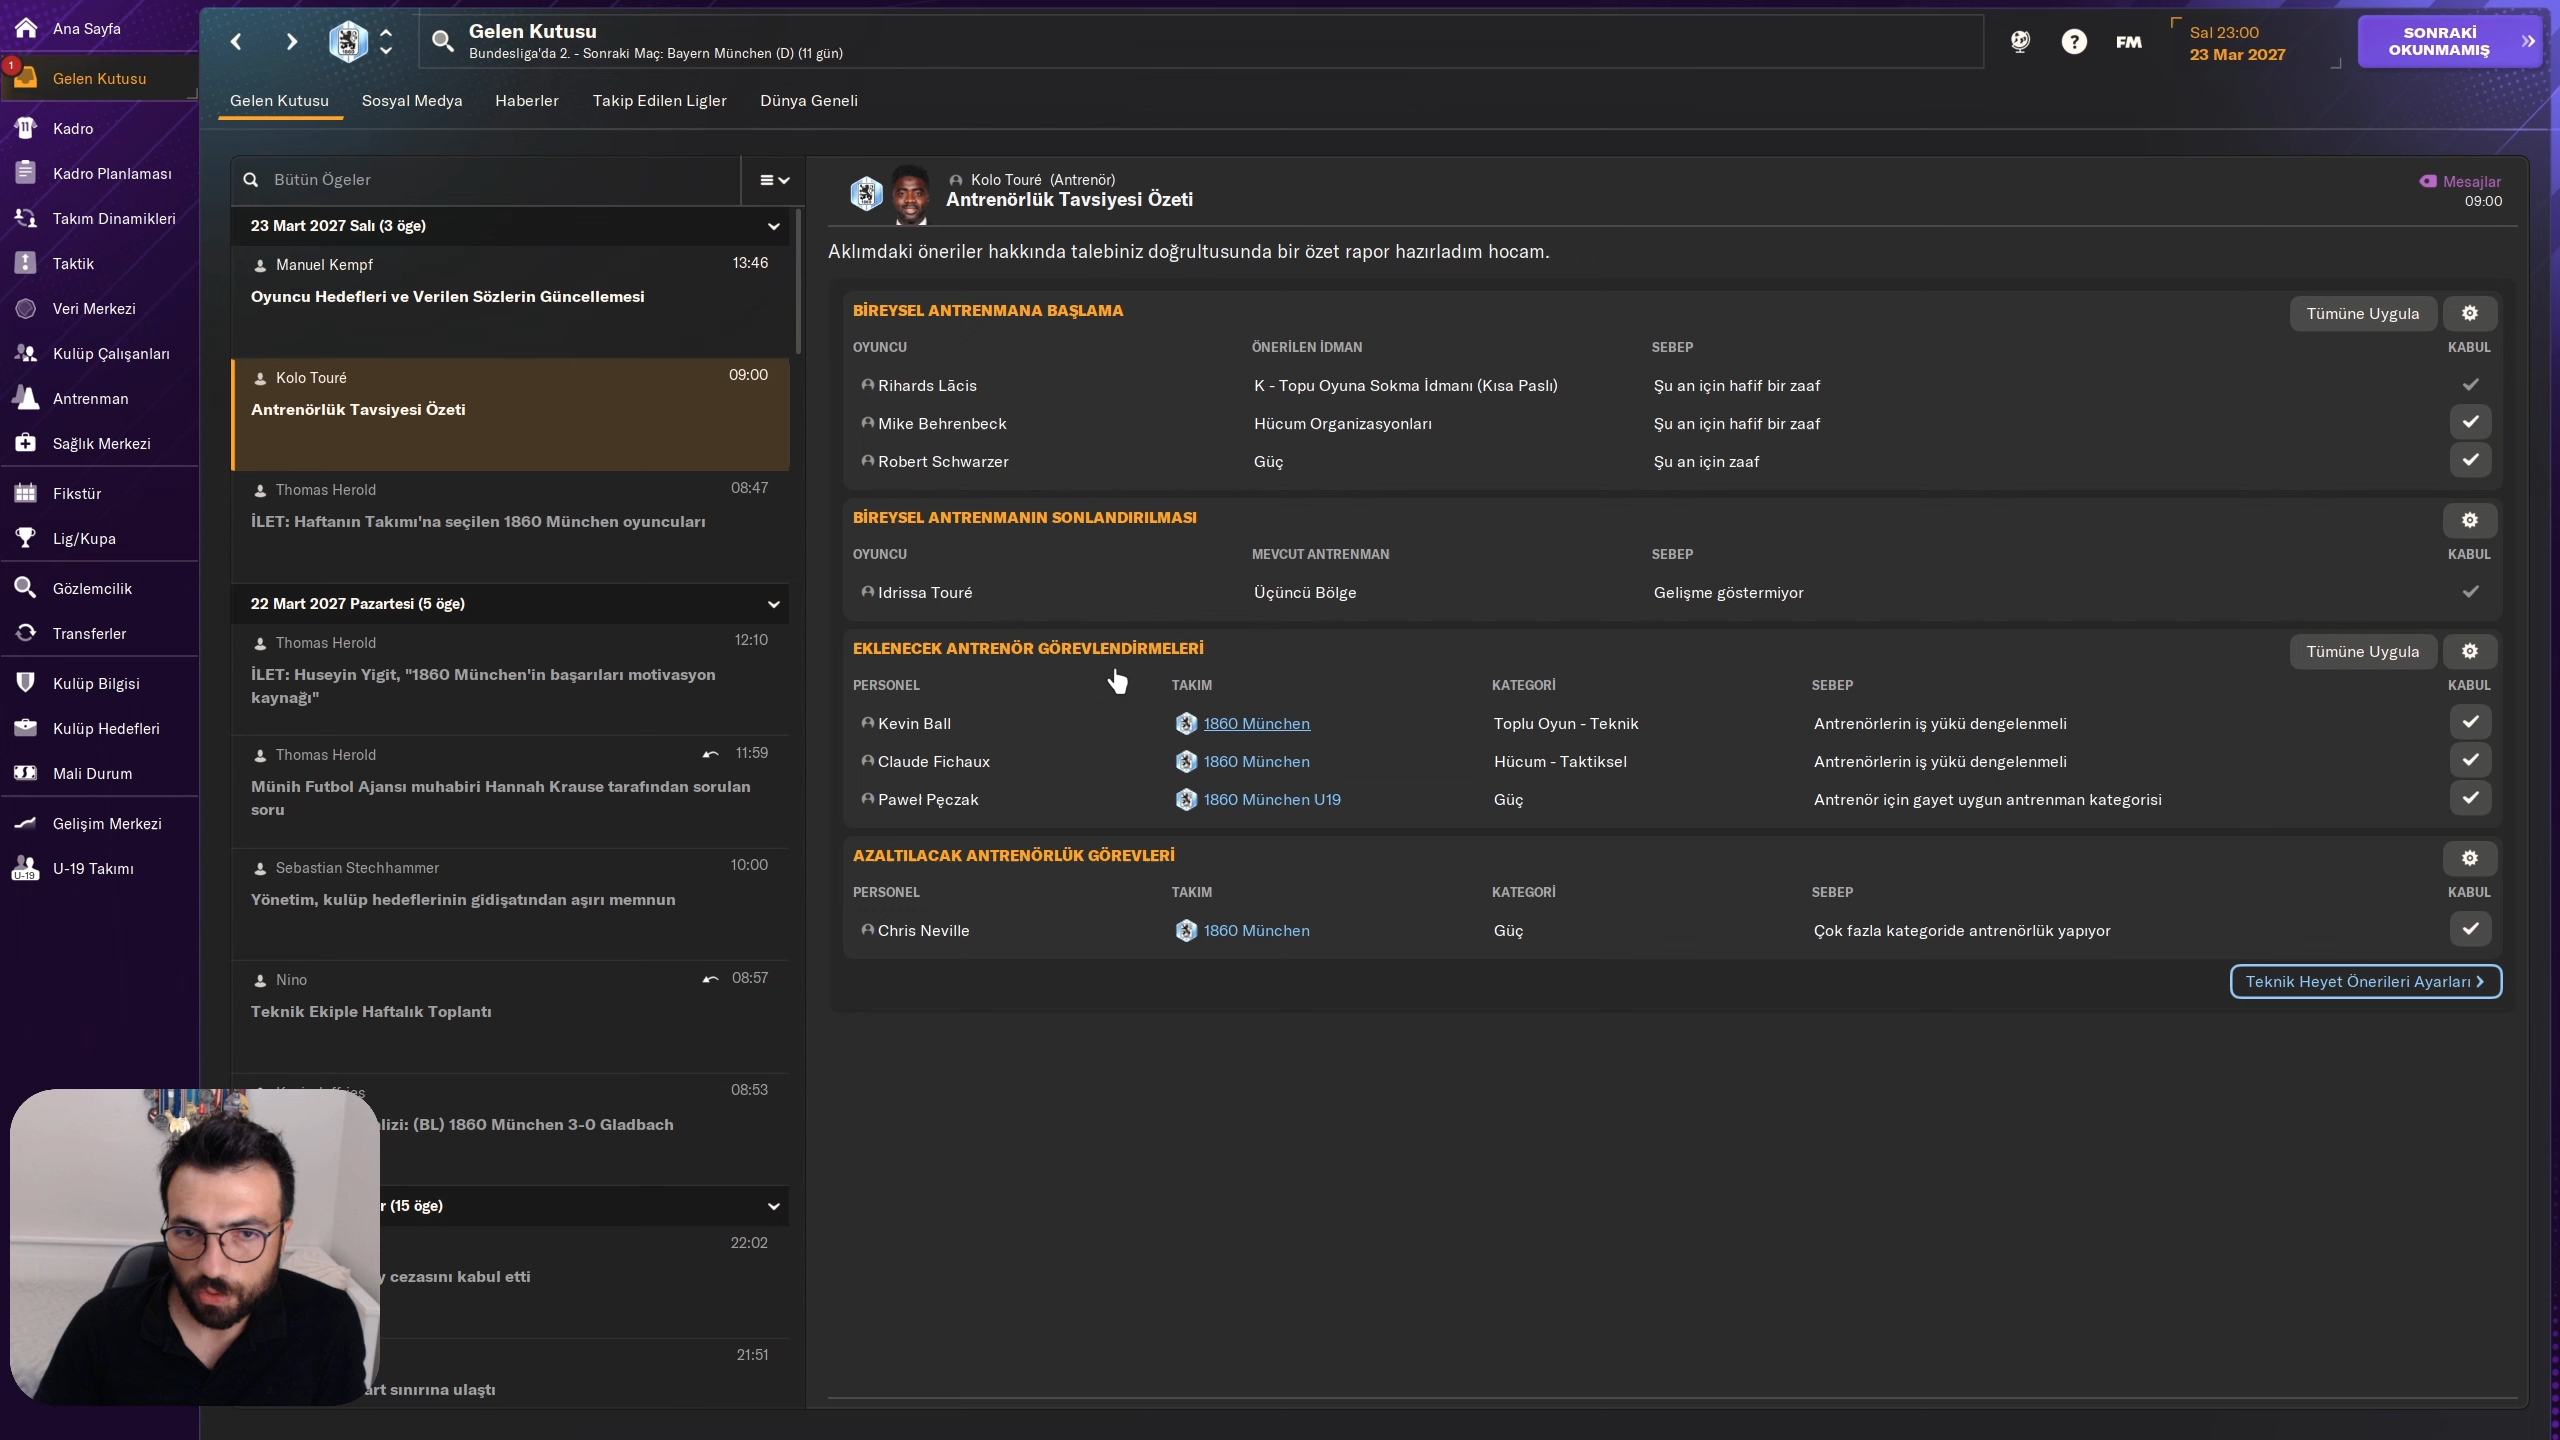 Ana Sayfa
1
Gelen Kutusu
Kadro
Kadro Planlaması
Takım Dinamikleri
Taktik
Veri Merkezi
Kulüp Çalışanları
Antrenman
Sağlık Merkezi
Fikstür
Lig/Kupa
Gözlemcilik
Transferler
Kulüp Bilgisi
Kulüp Hedefleri
Mali Durum
Gelişim Merkezi
U-19
U-19 Takımı
Gelen Kutusu
Bundesliga'da 2. - Sonraki Maç: Bayern München (D) (11 gün)
FM
Sal 23:00
23 Mar 2027
SONRAKİ
OKUNMAMIŞ
Gelen Kutusu Sosyal Medya Haberler Takip Edilen Ligler Dünya Geneli
Bütün Ögeler
23 Mart 2027 Salı (3 öge)
Manuel Kempf 13:46
Oyuncu Hedefleri ve Verilen Sözlerin Güncellemesi
Kolo Touré 09:00
Antrenörlük Tavsiyesi Özeti
Thomas Herold 08:47
İLET: Haftanın Takımı'na seçilen 1860 München oyuncuları
22 Mart 2027 Pazartesi (5 öge)
Thomas Herold 12:10
İLET: Huseyin Yigit, "1860 München'in başarıları motivasyon
kaynağı"
Thomas Herold 11:59
Münih Futbol Ajansı muhabiri Hannah Krause tarafından sorulan
soru
Sebastian Stechhammer 10:00
Yönetim, kulüp hedeflerinin gidişatından aşırı memnun
Nino 08:57
Teknik Ekiple Haftalık Toplantı
08:53
lizi: (BL) 1860 München 3-0 Gladbach
r (15 öge)
22:02
y cezasını kabul etti
21:51
art sınırına ulaştı
Kolo Touré (Antrenör)
Antrenörlük Tavsiyesi Özeti
Mesajlar
09:00
Aklımdaki öneriler hakkında talebiniz doğrultusunda bir özet rapor hazırladım hocam.
BİREYSEL ANTRENMANA BAŞLAMA Tümüne Uygula
OYUNCU ÖNERİLEN İDMAN SEBEP KABUL
Rihards Lācis K - Topu Oyuna Sokma İdmanı (Kısa Paslı) Şu an için hafif bir zaaf
Mike Behrenbeck Hücum Organizasyonları Şu an için hafif bir zaaf
Robert Schwarzer Güç Şu an için zaaf
BİREYSEL ANTRENMANIN SONLANDIRILMASI
OYUNCU MEVCUT ANTRENMAN SEBEP KABUL
Idrissa Touré Üçüncü Bölge Gelişme göstermiyor
EKLENECEK ANTRENÖR GÖREVLENDİRMELERİ Tümüne Uygula
PERSONEL TAKIM KATEGORİ SEBEP KABUL
Kevin Ball 1860 München Toplu Oyun - Teknik Antrenörlerin iş yükü dengelenmeli
Claude Fichaux 1860 München Hücum - Taktiksel Antrenörlerin iş yükü dengelenmeli
Paweł Pęczak 1860 München U19 Güç Antrenör için gayet uygun antrenman kategorisi
AZALTILACAK ANTRENÖRLÜK GÖREVLERİ
PERSONEL TAKIM KATEGORİ SEBEP KABUL
Chris Neville 1860 München Güç Çok fazla kategoride antrenörlük yapıyor
Teknik Heyet Önerileri Ayarları